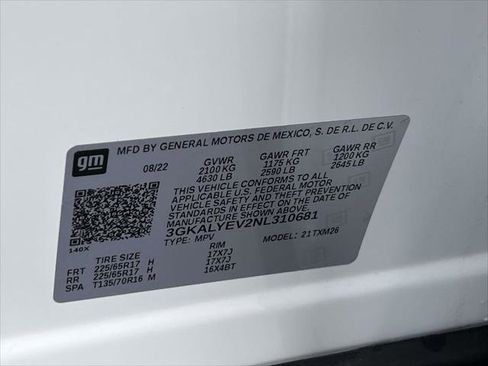 gm
MFD BY GENERAL MOTORS DE MEXICO, S. DE R.L. DE C.V.
08/22 GVWR GAWR FRT GAWR RR
2100 KG 1175 KG 1200 KG
4630 LB 2590 LB 2645 LB
THIS VEHICLE CONFORMS TO ALL
APPLICABLE U.S. FEDERAL MOTOR
VEHICLE SAFETY AND THEFT PREVENTION
STANDARDS IN EFFECT ON THE DATE OF
MANUFACTURE SHOWN ABOVE.
3GKALYEV2NL310681
TYPE: MPV MODEL: 21TXM26
140X
TIRE SIZE RIM
FRT 225/65R17 H 17X7J
RR 225/65R17 H 17X7J
SPA T135/70R16 M 16X4BT